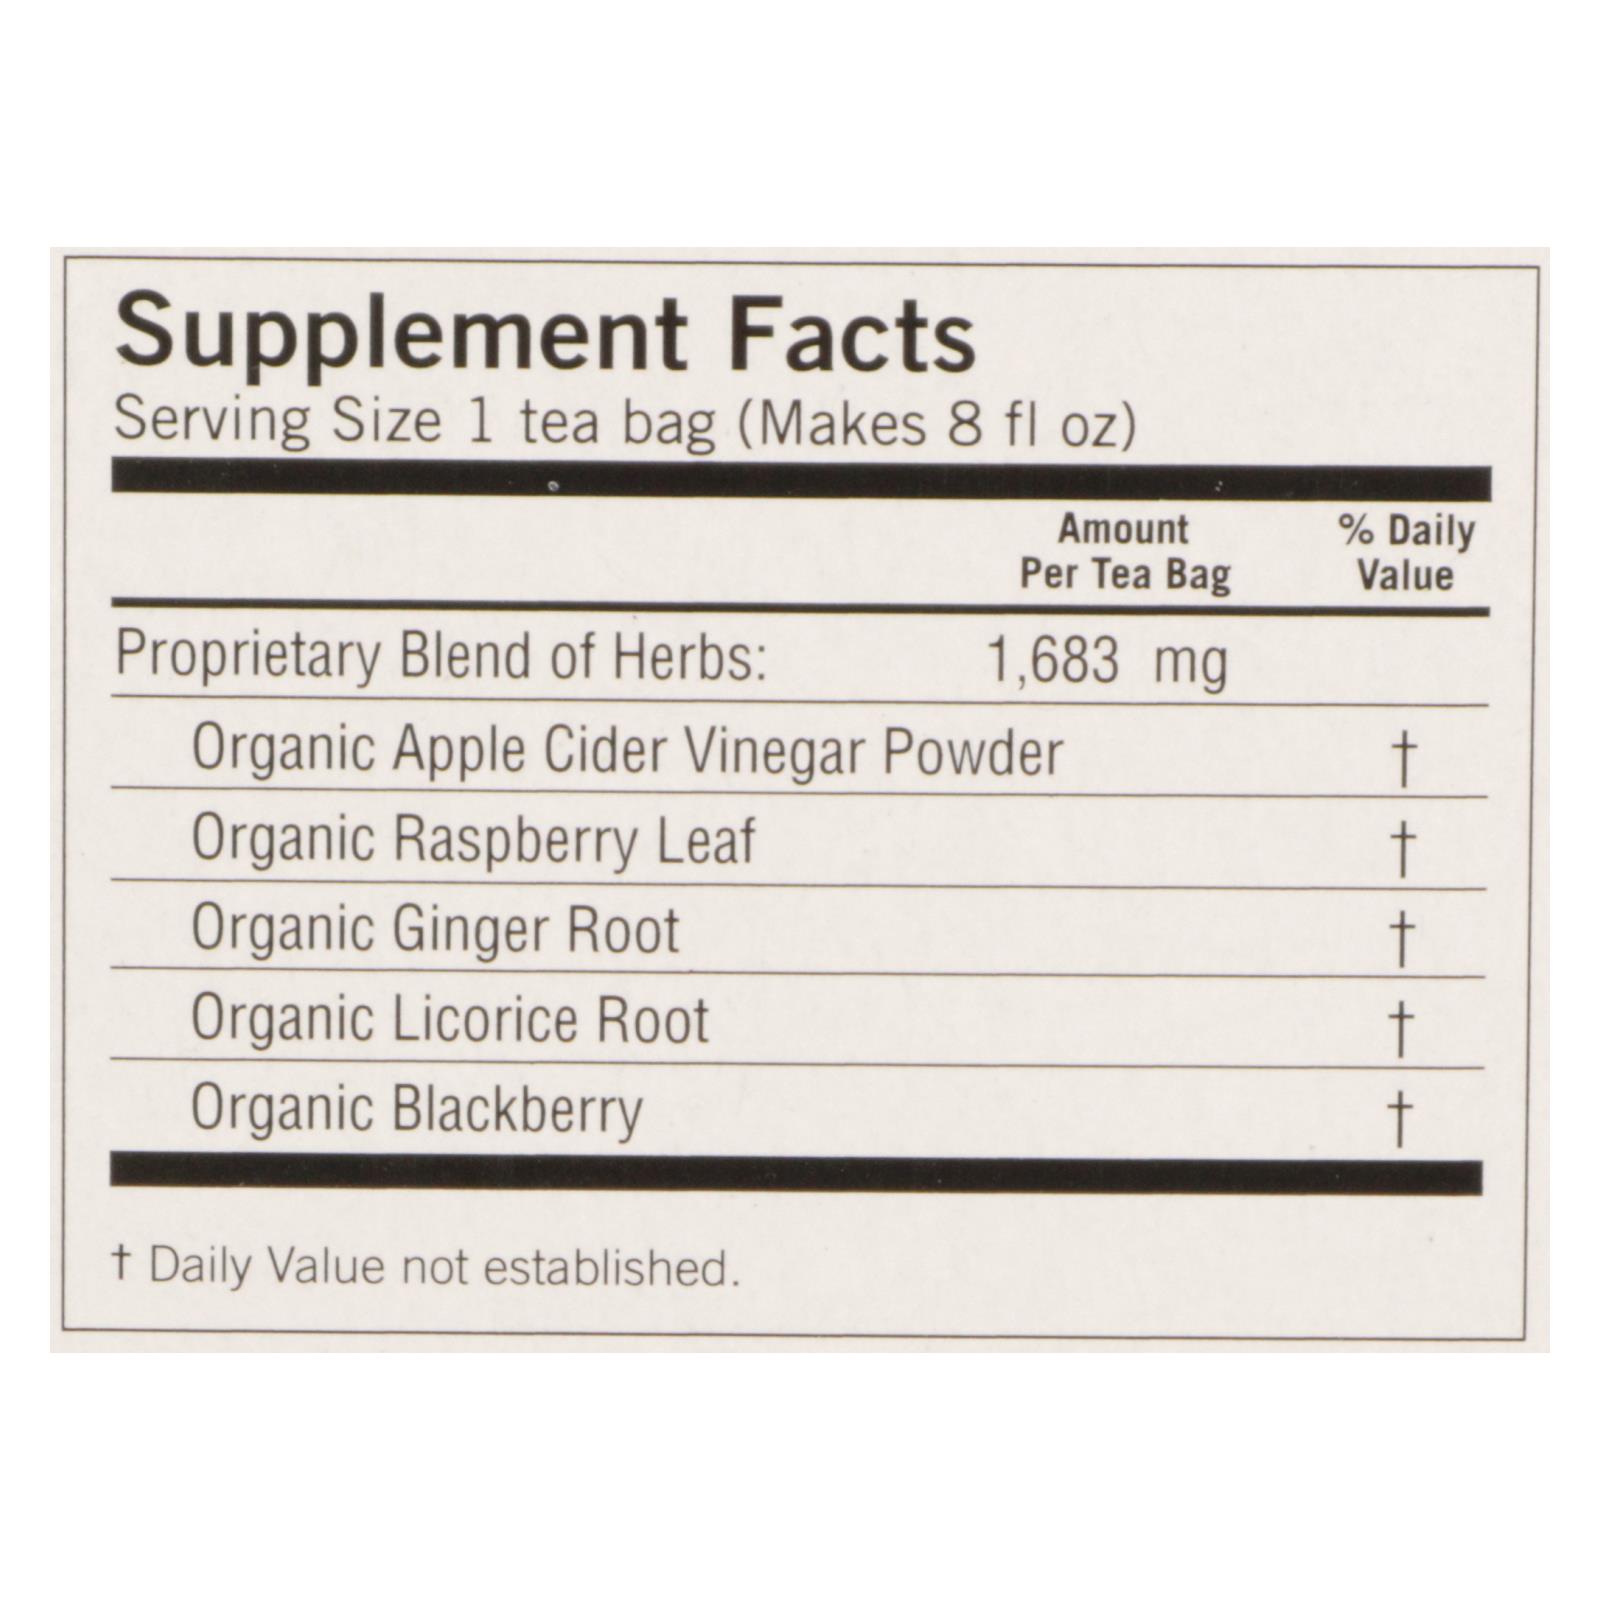 Supplement Facts
Serving Size 1 tea bag (Makes 8 fl oz)
Amount % Daily
Per Tea Bag Value
Proprietary Blend of Herbs: 1,683 mg
Organic Apple Cider Vinegar Powder †
Organic Raspberry Leaf †
Organic Ginger Root †
Organic Licorice Root †
Organic Blackberry †
† Daily Value not established.